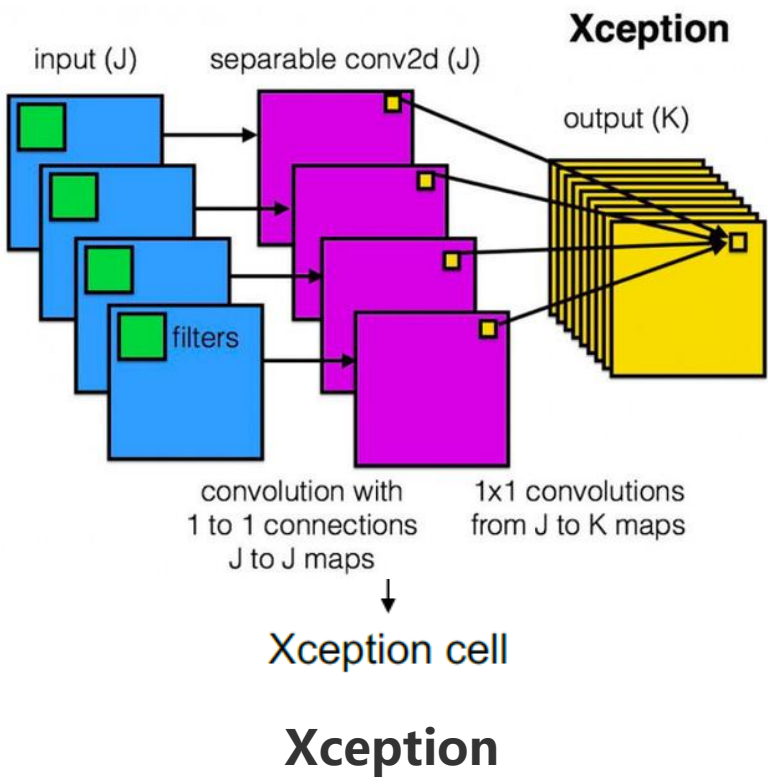 Xception
input (J)
separable conv2d (J)
output (K)
filters
convolution with
1 to 1 connections
J to J maps
1x1 convolutions
from J to K maps
Xception cell
Xception